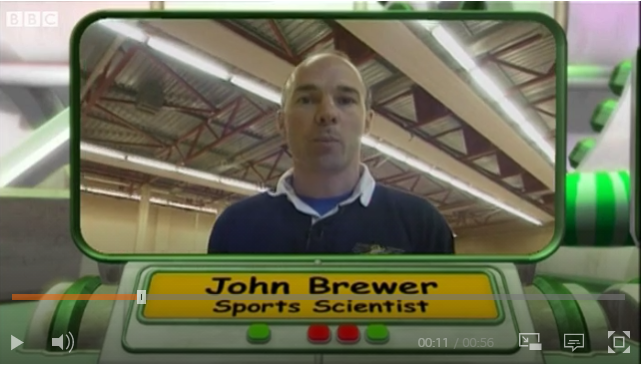 BBC
John Brewer
Sports Scientist
00:11 / 00:56